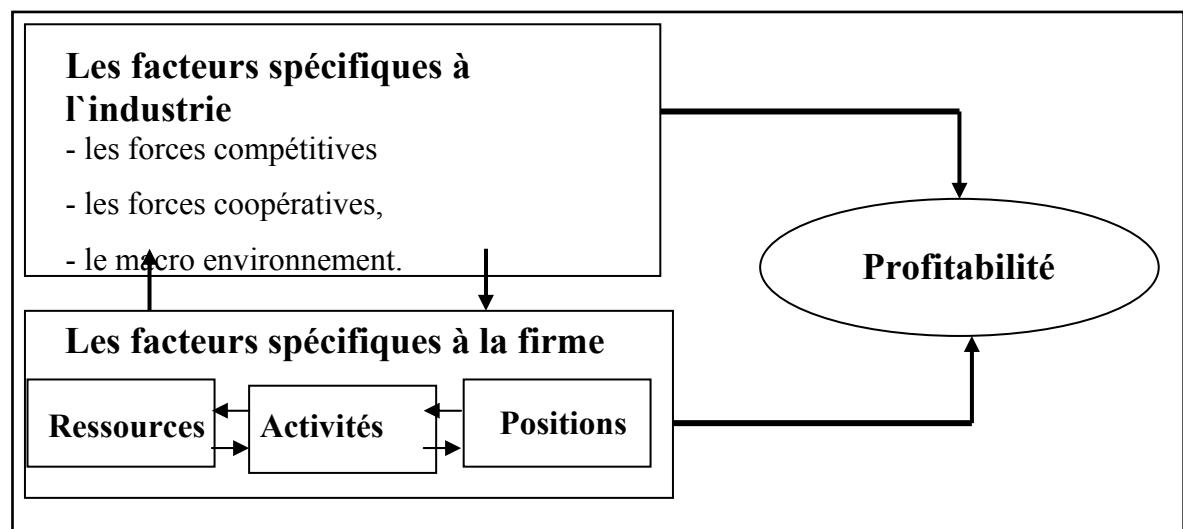 Les facteurs spécifiques à
l`industrie
- les forces compétitives
- les forces coopératives,
- le macro environnement.
Profitabilité
Les facteurs spécifiques à la firme
Ressources
Activités
Positions